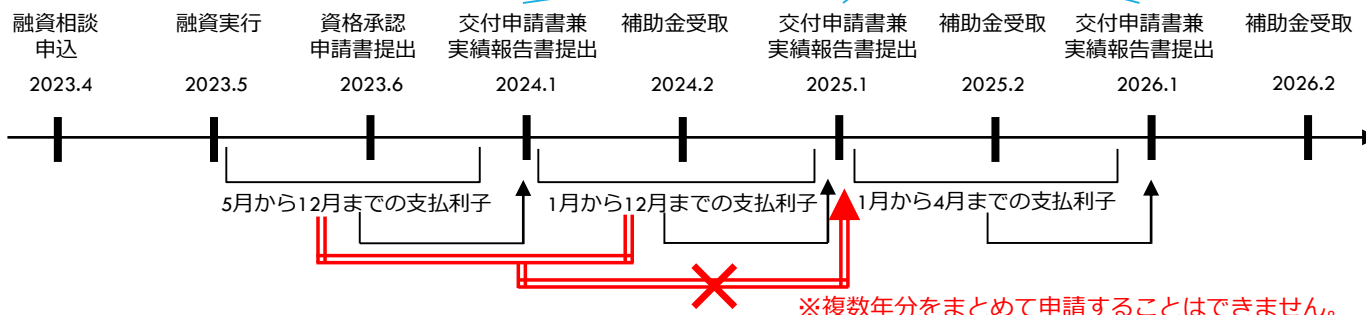 融資相談
申込
融資実行
資格承認
申請書提出
交付申請書兼
実績報告書提出
補助金受取
交付申請書兼
実績報告書提出
補助金受取
交付申請書兼
実績報告書提出
補助金受取
2023.4
2023.5
2023.6
2024.1
2024.2
2025.1
2025.2
2026.1
2026.2
5月から12月までの支払利子
1月から12月までの支払利子
1月から4月までの支払利子
※複数年分をまとめて申請することはできません。